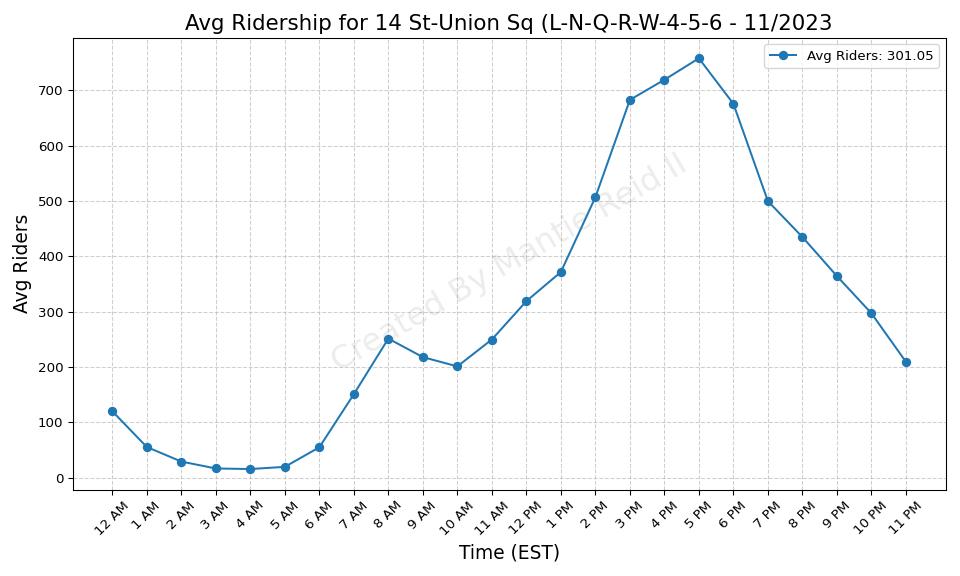 Avg Ridership for 14 St-Union Sq (L-N-Q-R-W-4-5-6 - 11/2023
Avg Riders: 301.05
Avg Riders
700
600
500
400
300
200
100
0
Created By Mantie Reid II
12 AM
1 AM
2 AM
3 AM
4 AM
5 AM
6 AM
7 AM
8 AM
9 AM
10 AM
11 AM
12 PM
1 PM
2 PM
3 PM
4 PM
5 PM
6 PM
7 PM
8 PM
9 PM
10 PM
11 PM
Time (EST)